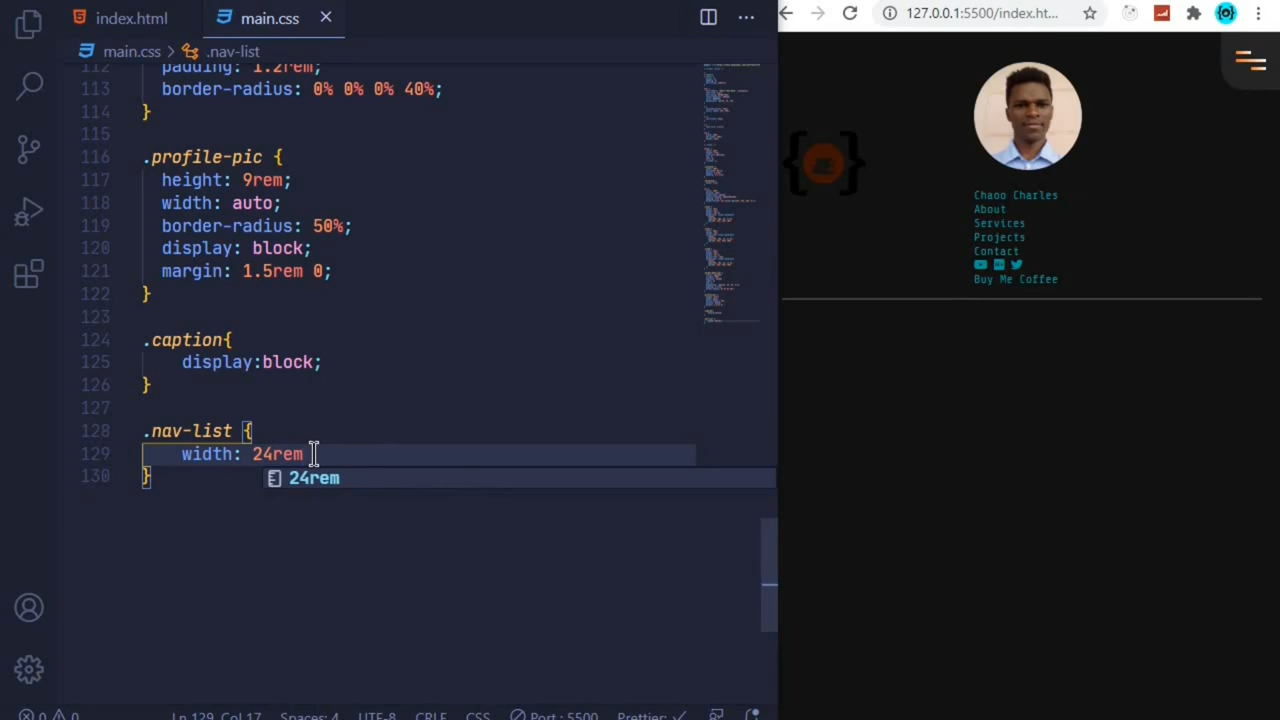 index.html
main.css
main.css > .nav-list
112 padding: 1.2rem;
113 border-radius: 0% 0% 0% 40%;
114 }
115
116 .profile-pic {
117 height: 9rem;
118 width: auto;
119 border-radius: 50%;
120 display: block;
121 margin: 1.5rem 0;
122 }
123
124 .caption{
125 display:block;
126 }
127
128 .nav-list {
129 width: 24rem
130 }
24rem
0 0
Ln 129, Col 17
Spaces: 4
UTF-8
CRLF
CSS
Port : 5500
Prettier: ✓
127.0.0.1:5500/index.ht...
Chaoo Charles
About
Services
Projects
Contact
Buy Me Coffee